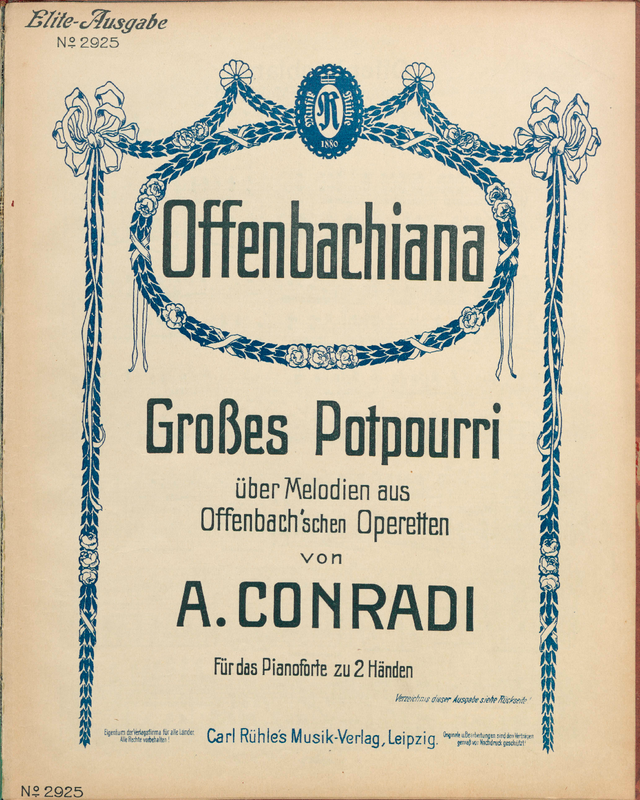 Elite-Ausgabe
No 2925
R
1880
Offenbachiana
Großes Potpourri
über Melodien aus
Offenbach'schen Operetten
von
A. CONRADI
Für das Pianoforte zu 2 Händen
Verzeichnis dieser Ausgabe siehe Rückseite!
Eigentum der Verlagsfirma für alle Länder.
Alle Rechte vorbehalten!
Carl Rühle's Musik-Verlag, Leipzig.
Originale u. Bearbeitungen sind den Verträgen
gemäß vor Nachdruck geschützt!
No 2925